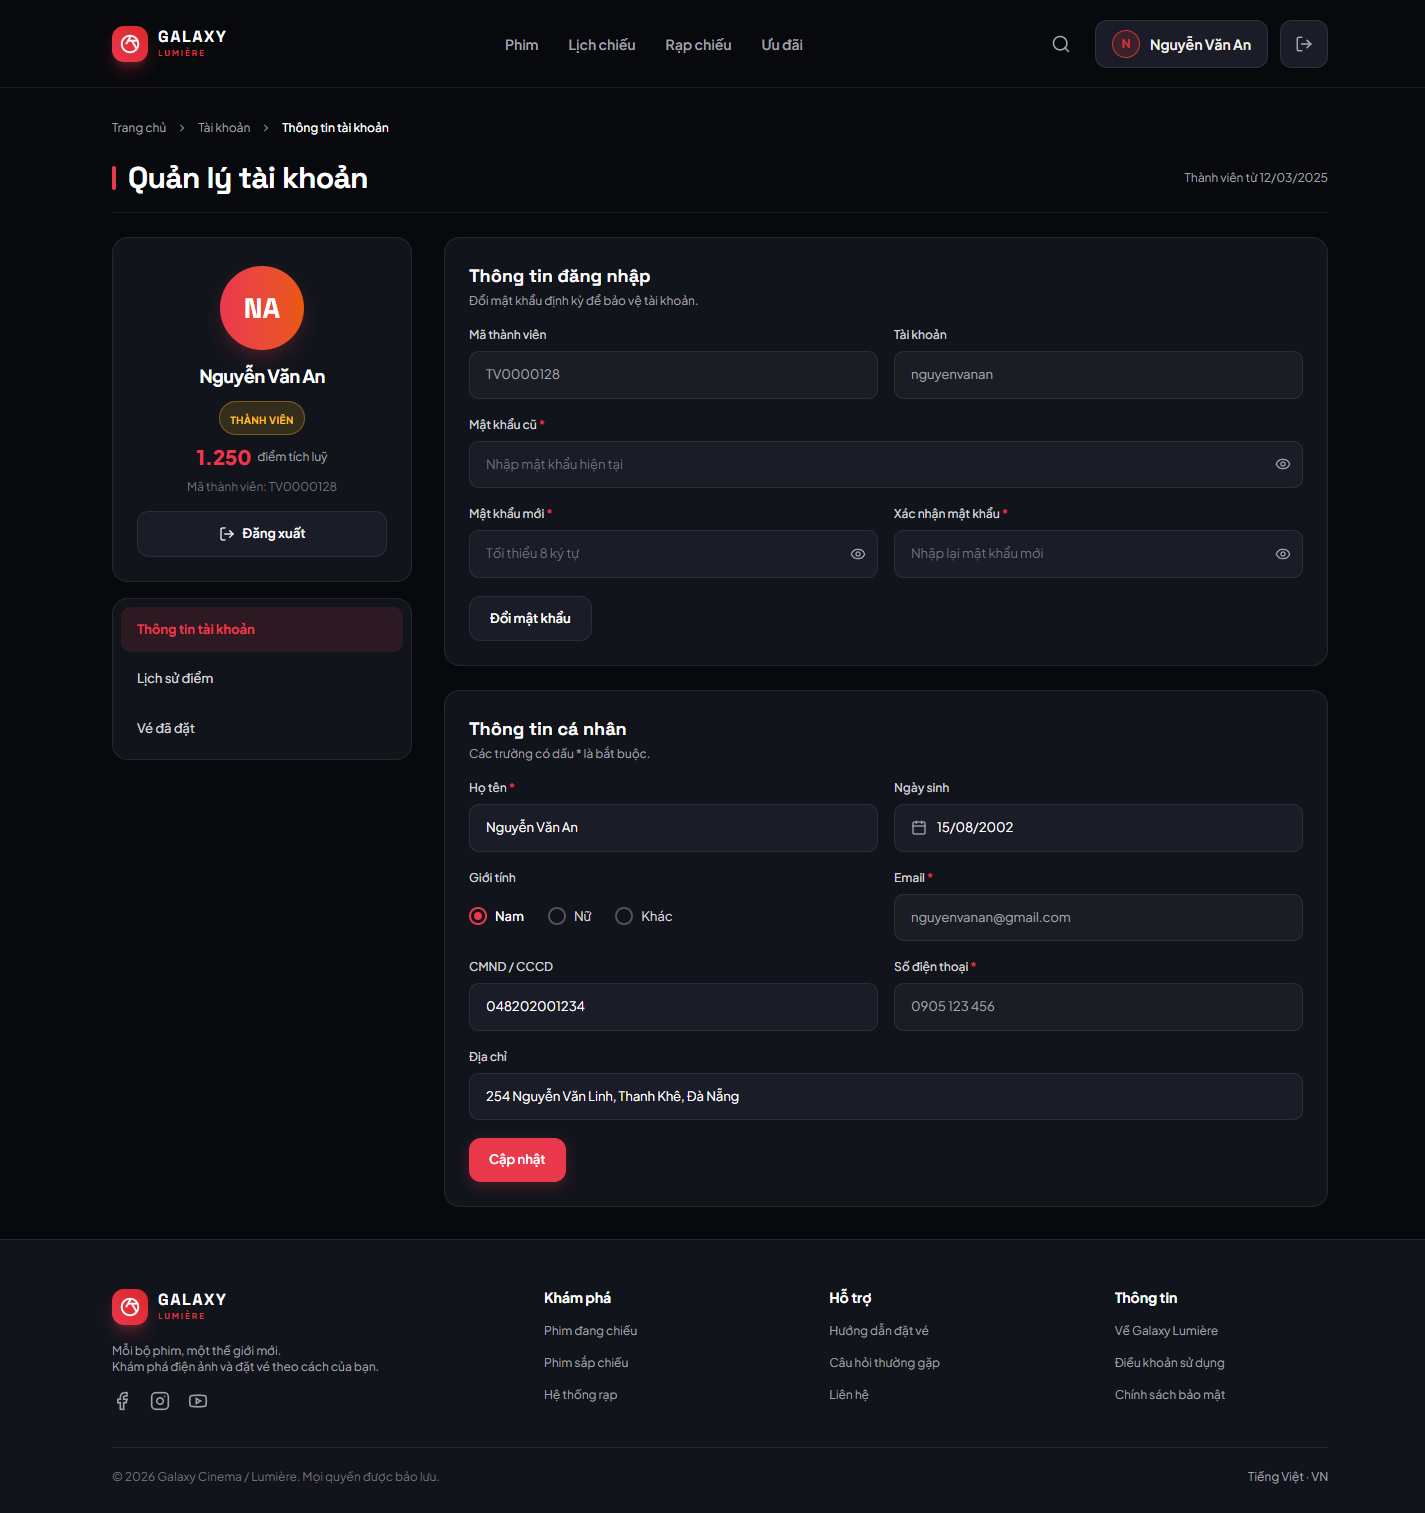 GALAXY
LUMIÈRE
Phim
Lịch chiếu
Rạp chiếu
Ưu đãi
N
Nguyễn Văn An
Trang chủ > Tài khoản > Thông tin tài khoản
Quản lý tài khoản
Thành viên từ 12/03/2025
NA
Nguyễn Văn An
THÀNH VIÊN
1.250 điểm tích luỹ
Mã thành viên: TV0000128
Đăng xuất
Thông tin tài khoản
Lịch sử điểm
Vé đã đặt
Thông tin đăng nhập
Đổi mật khẩu định kỳ để bảo vệ tài khoản.
Mã thành viên
TV0000128
Tài khoản
nguyenvanan
Mật khẩu cũ *
Nhập mật khẩu hiện tại
Mật khẩu mới *
Tối thiểu 8 ký tự
Xác nhận mật khẩu *
Nhập lại mật khẩu mới
Đổi mật khẩu
Thông tin cá nhân
Các trường có dấu * là bắt buộc.
Họ tên *
Nguyễn Văn An
Ngày sinh
15/08/2002
Giới tính
Nam
Nữ
Khác
Email *
nguyenvanan@gmail.com
CMND / CCCD
048202001234
Số điện thoại *
0905 123 456
Địa chỉ
254 Nguyễn Văn Linh, Thanh Khê, Đà Nẵng
Cập nhật
GALAXY
LUMIÈRE
Mỗi bộ phim, một thế giới mới.
Khám phá điện ảnh và đặt vé theo cách của bạn.
Khám phá
Phim đang chiếu
Phim sắp chiếu
Hệ thống rạp
Hỗ trợ
Hướng dẫn đặt vé
Câu hỏi thường gặp
Liên hệ
Thông tin
Về Galaxy Lumière
Điều khoản sử dụng
Chính sách bảo mật
© 2026 Galaxy Cinema / Lumière. Mọi quyền được bảo lưu.
Tiếng Việt · VN